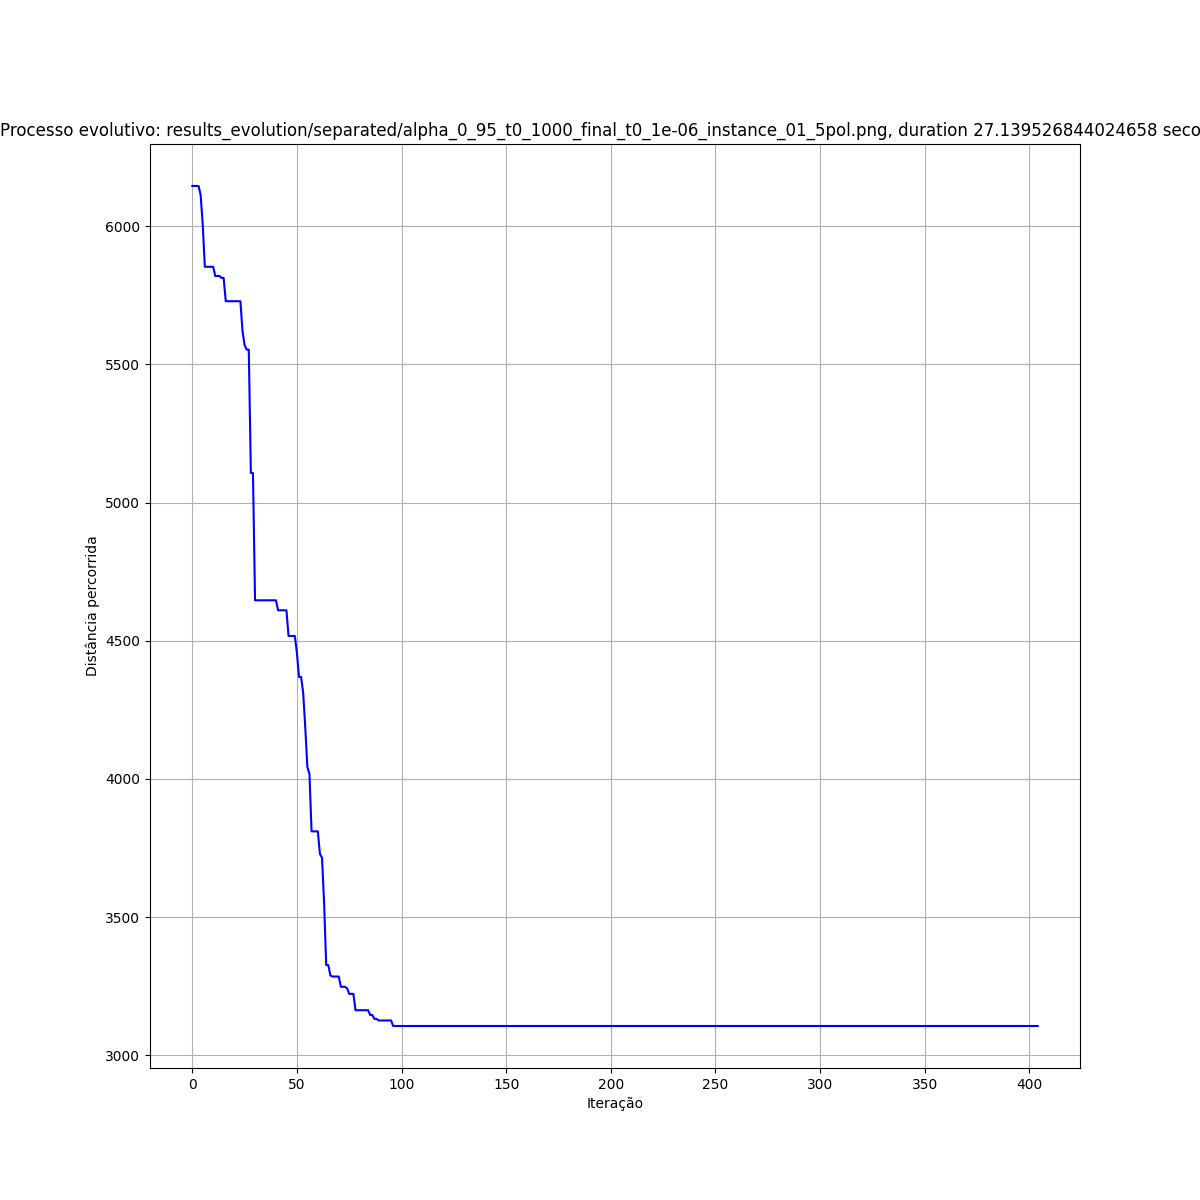 Processo evolutivo: results_evolution/separated/alpha_0_95_t0_1000_final_t0_1e-06_instance_01_5pol.png, duration 27.139526844024658 seco
6000
5500
5000
4500
4000
3500
3000
Distância percorrida
0 50 100 150 200 250 300 350 400
Iteração